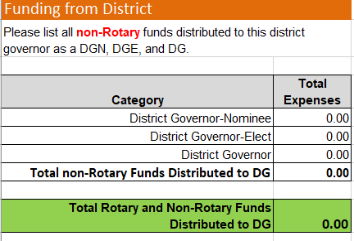 Funding from District
Please list all non-Rotary funds distributed to this district
governor as a DGN, DGE, and DG.
Total
Category Expenses
District Governor-Nominee 0.00
District Governor-Elect 0.00
District Governor 0.00
Total non-Rotary Funds Distributed to DG 0.00
Total Rotary and Non-Rotary Funds
Distributed to DG 0.00